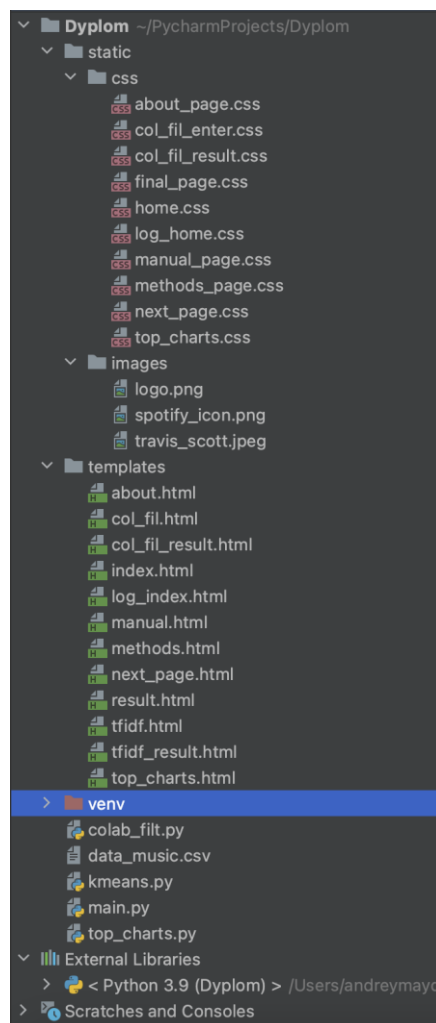 Dyplom ~/PycharmProjects/Dyplom
static
css
about_page.css
col_fil_enter.css
col_fil_result.css
final_page.css
home.css
log_home.css
manual_page.css
methods_page.css
next_page.css
top_charts.css
images
logo.png
spotify_icon.png
travis_scott.jpeg
templates
about.html
col_fil.html
col_fil_result.html
index.html
log_index.html
manual.html
methods.html
next_page.html
result.html
tfidf.html
tfidf_result.html
top_charts.html
venv
colab_filt.py
data_music.csv
kmeans.py
main.py
top_charts.py
External Libraries
< Python 3.9 (Dyplom) > /Users/andreymayo
Scratches and Consoles